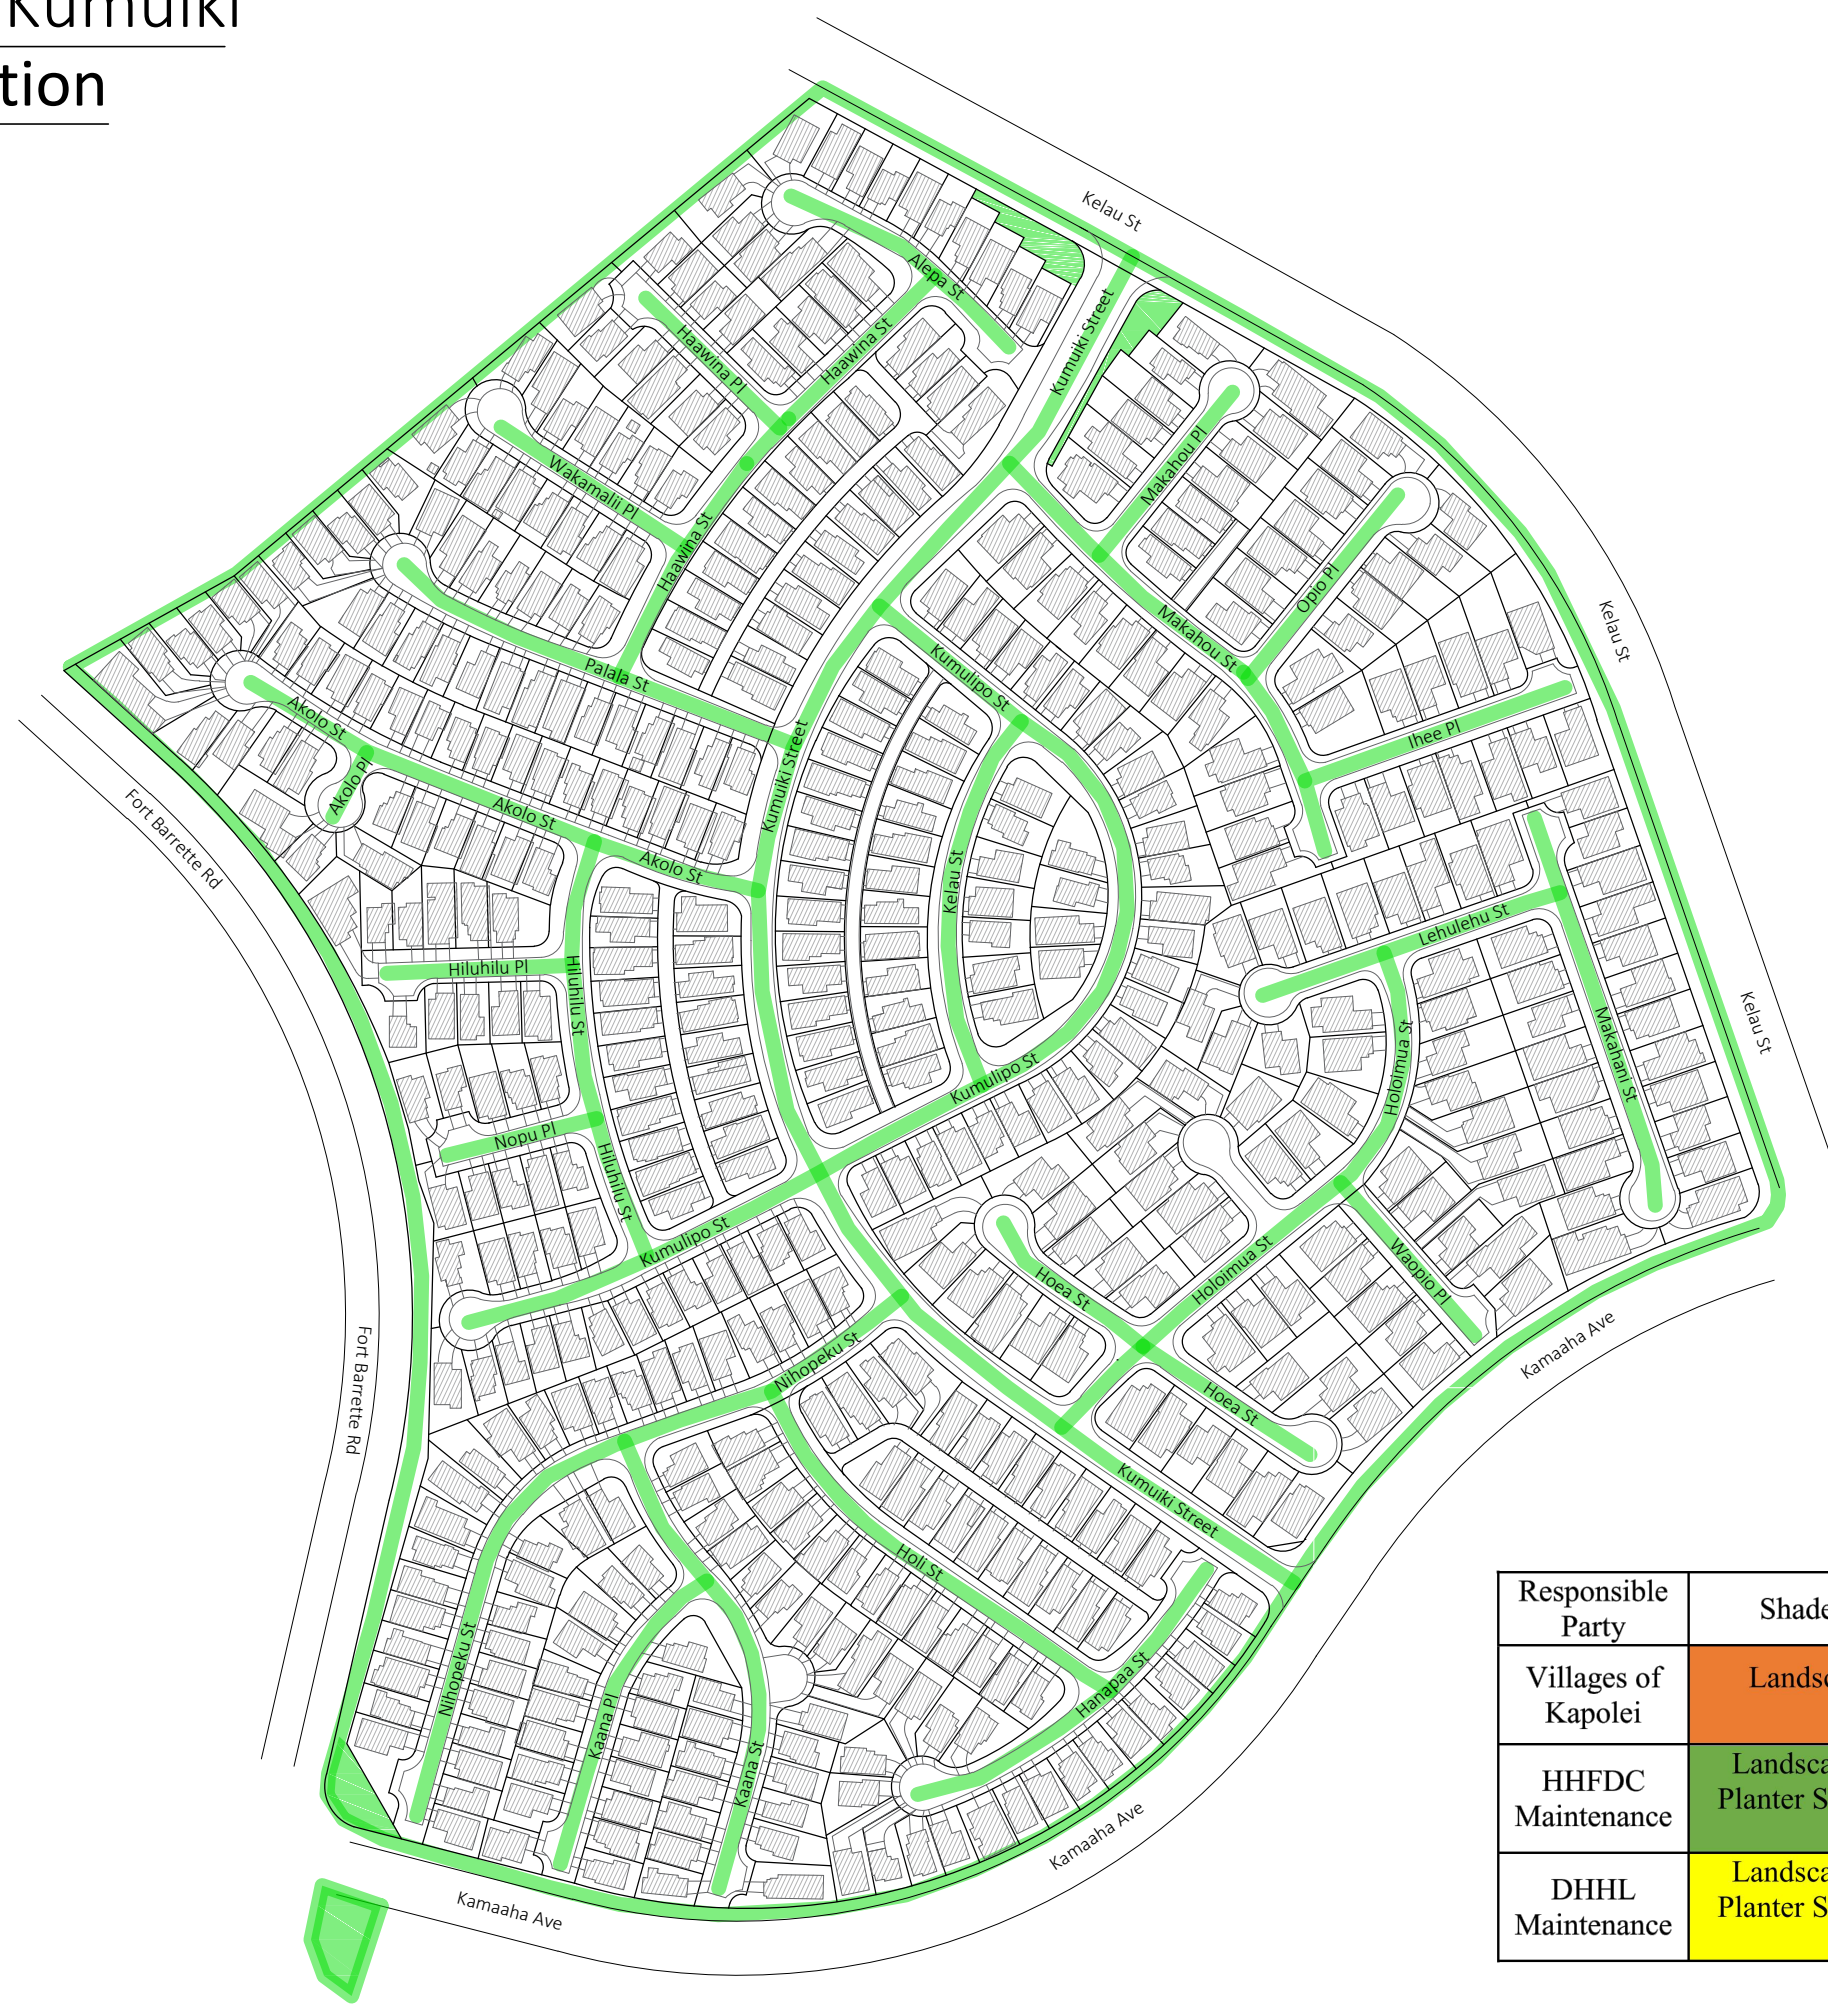 Kumuiki
tion
Kelau St
Alepa St
Kumuiki Street
Haawina St
Haawina Pl
Makahou Pl
Wakamalii Pl
Haawina St
Opio Pl
Makahou St
Kelau St
Kumulipo St
Palala St
Akolo St
Ihee Pl
Kumuiki Street
Akolo Pl
Akolo St
Fort Barrette Rd
Akolo St
Kelau St
Lehulehu St
Hiluhilu Pl
Hiluhilu St
Kelau St
Makahani St
Holoimua St
Kumulipo St
Nopu Pl
Hiluhilu St
Kumulipo St
Holoimua St
Waopio Pl
Hoea St
Kamaaha Ave
Nihopeku St
Fort Barrette Rd
Hoea St
Kumuiki Street
Holi St
Nihopeku St
Hanapaa St
Kaana Pl
Kaana St
Kamaaha Ave
Kamaaha Ave
Responsible
Party
Shade
Villages of
Kapolei
Landsc
HHFDC
Maintenance
Landsca
Planter S
DHHL
Maintenance
Landsca
Planter S